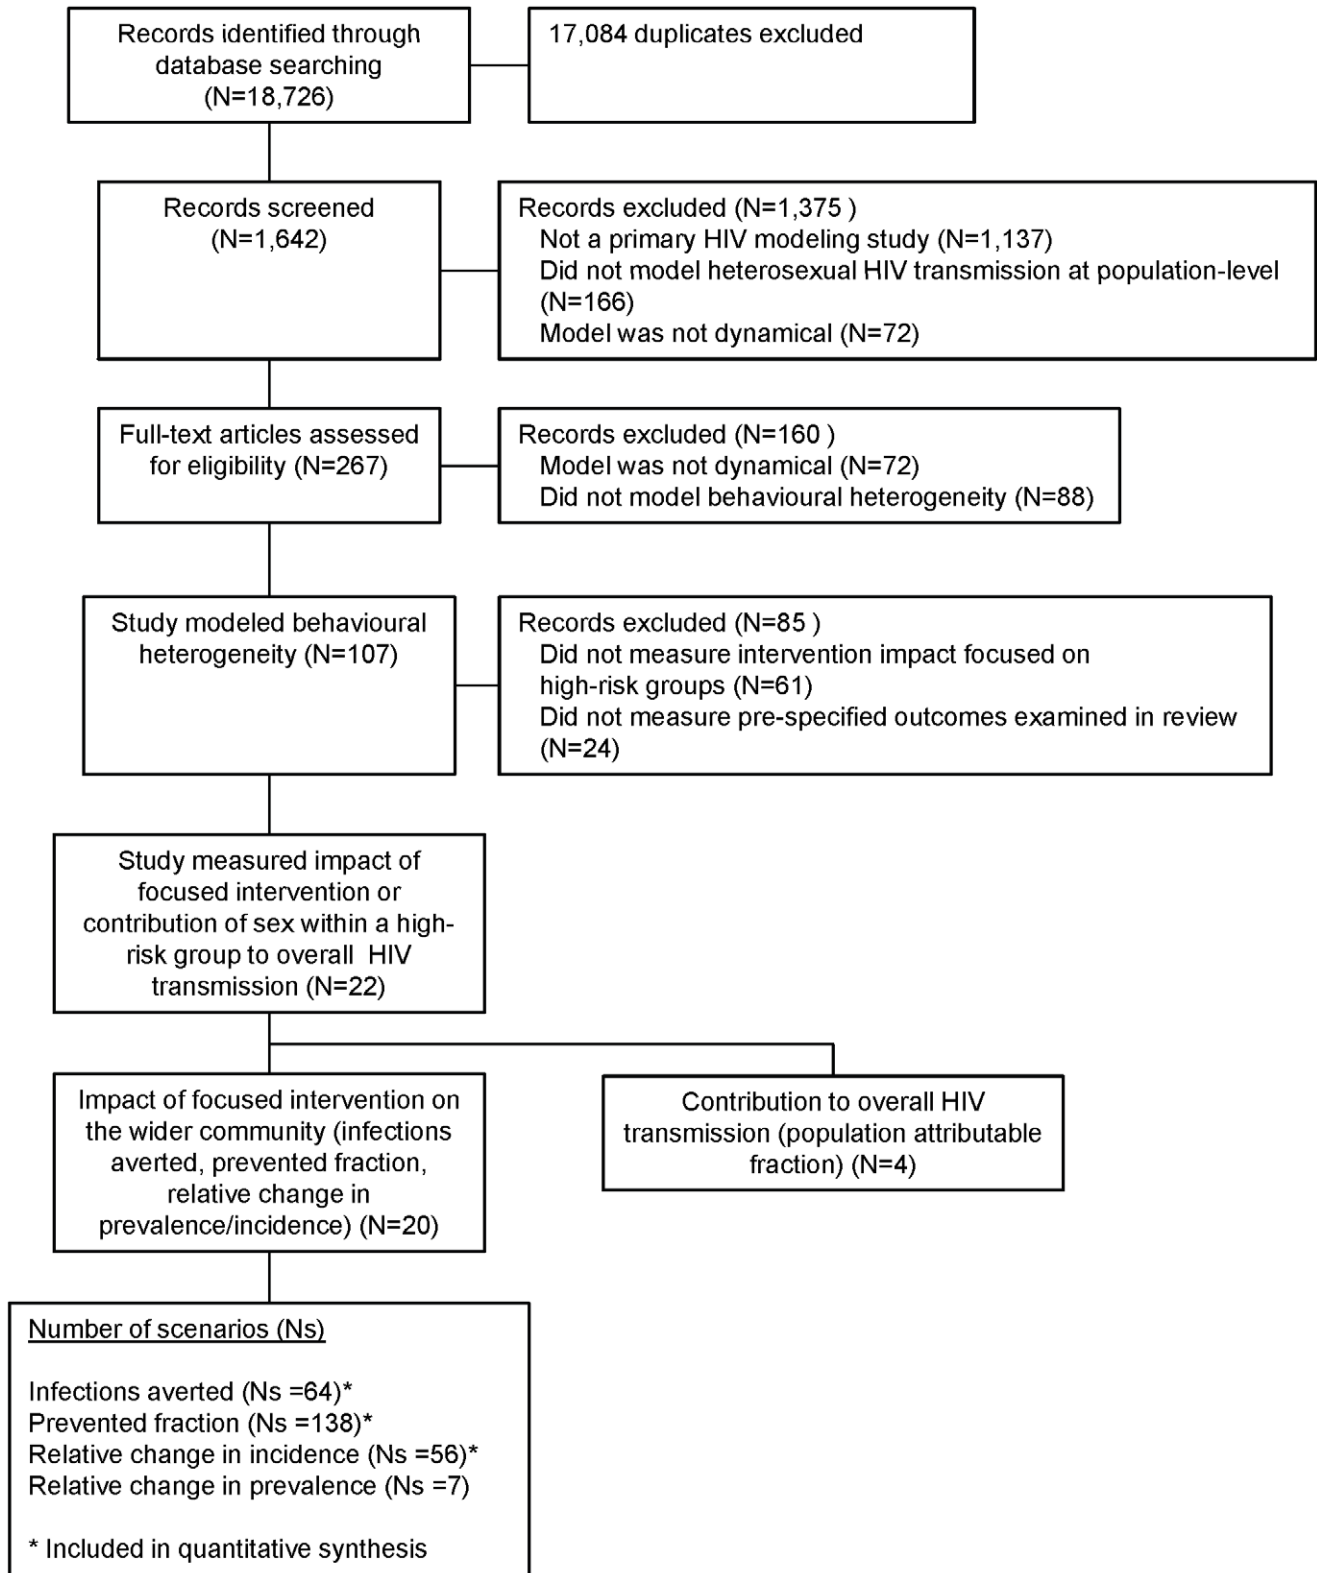 Records identified through
database searching
(N=18,726)
17,084 duplicates excluded
Records screened
(N=1,642)
Records excluded (N=1,375 )
Not a primary HIV modeling study (N=1,137)
Did not model heterosexual HIV transmission at population-level
(N=166)
Model was not dynamical (N=72)
Full-text articles assessed
for eligibility (N=267)
Records excluded (N=160 )
Model was not dynamical (N=72)
Did not model behavioural heterogeneity (N=88)
Study modeled behavioural
heterogeneity (N=107)
Records excluded (N=85 )
Did not measure intervention impact focused on
high-risk groups (N=61)
Did not measure pre-specified outcomes examined in review
(N=24)
Study measured impact of
focused intervention or
contribution of sex within a high-
risk group to overall HIV
transmission (N=22)
Impact of focused intervention on
the wider community (infections
averted, prevented fraction,
relative change in
prevalence/incidence) (N=20)
Contribution to overall HIV
transmission (population attributable
fraction) (N=4)
Number of scenarios (Ns)
Infections averted (Ns =64)*
Prevented fraction (Ns =138)*
Relative change in incidence (Ns =56)*
Relative change in prevalence (Ns =7)
* Included in quantitative synthesis